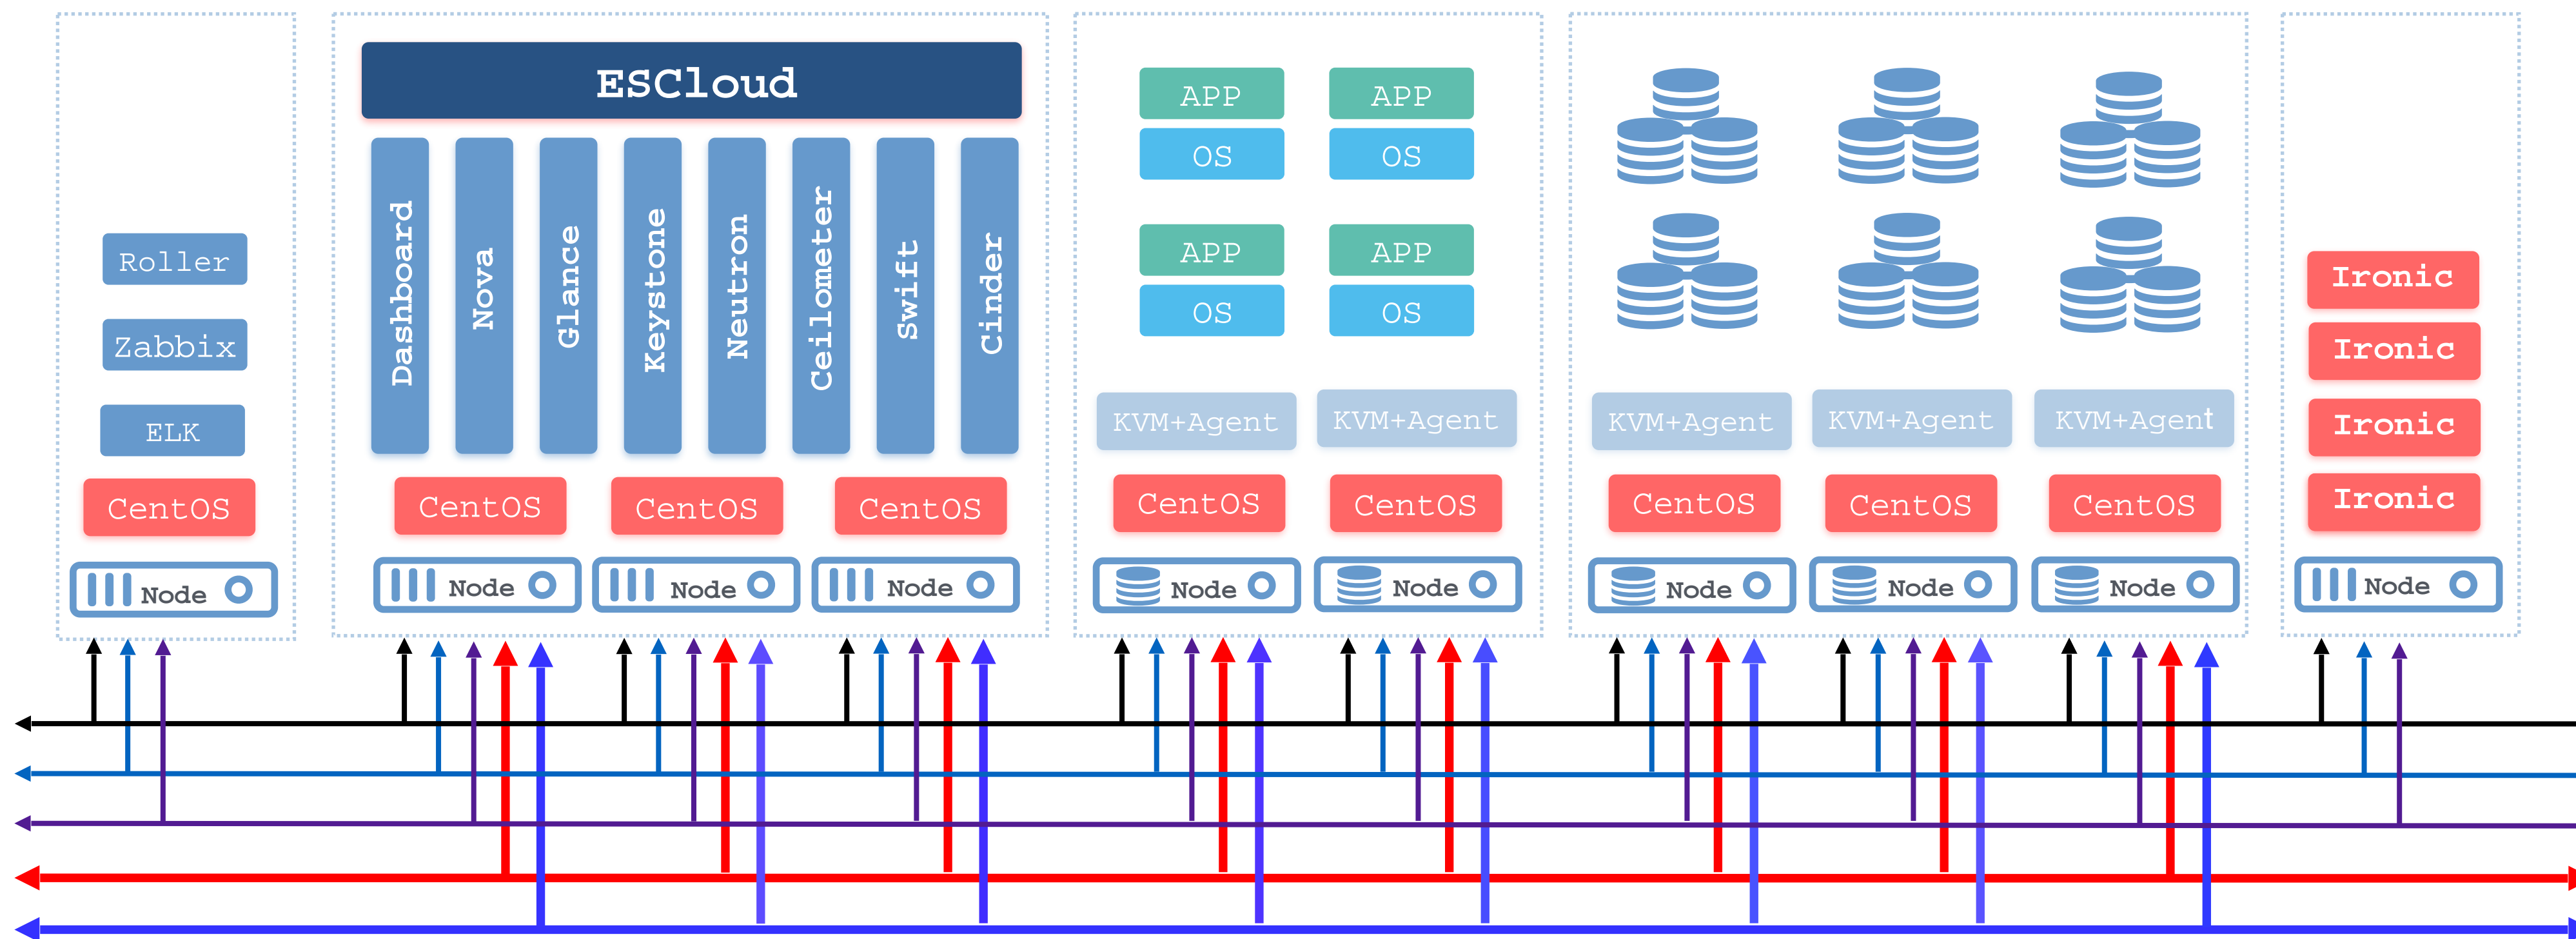 Roller
Zabbix
ELK
CentOS
Node
ESCloud
Dashboard
Nova
Glance
Keystone
Neutron
Ceilometer
Swift
Cinder
CentOS
CentOS
CentOS
Node
Node
Node
APP
APP
OS
OS
APP
APP
OS
OS
KVM+Agent
KVM+Agent
CentOS
CentOS
Node
Node
KVM+Agent
KVM+Agent
KVM+Agent
CentOS
CentOS
CentOS
Node
Node
Node
Ironic
Ironic
Ironic
Ironic
Node